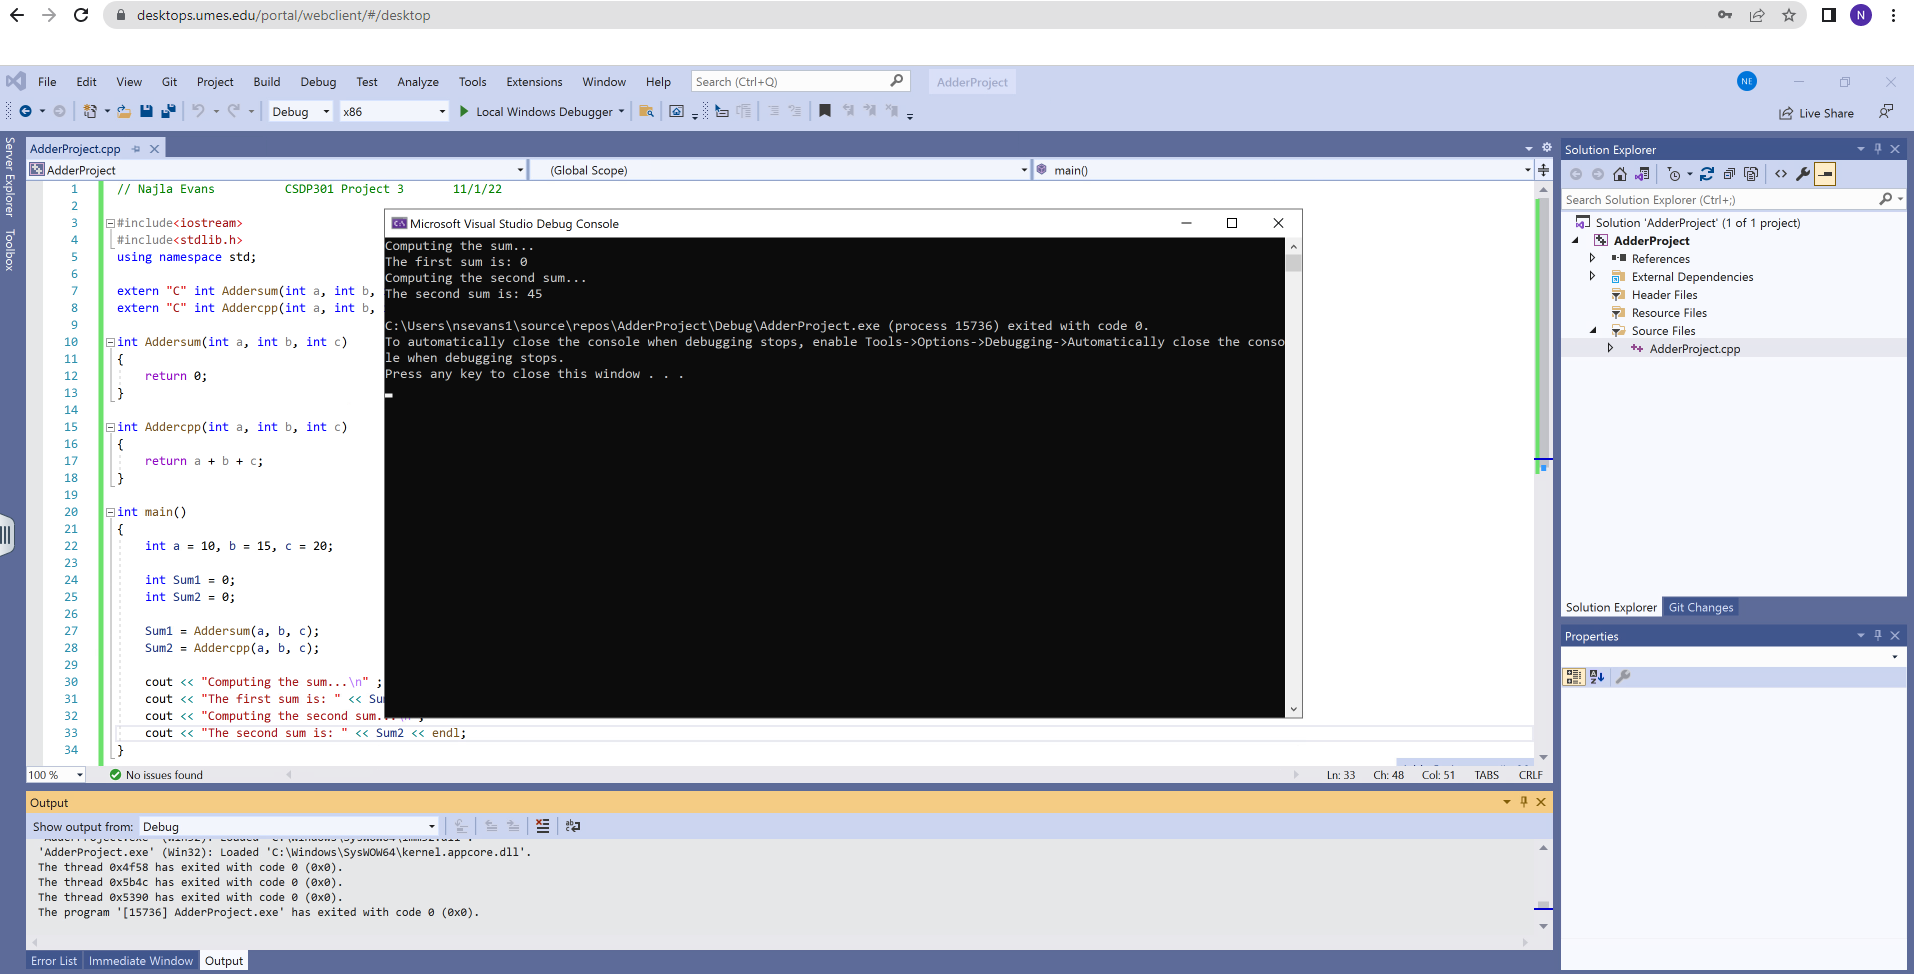 desktops.umes.edu/portal/webclient/#/desktop
N
File Edit View Git Project Build Debug Test Analyze Tools Extensions Window Help Search (Ctrl+Q) AdderProject NE
Debug x86 Local Windows Debugger Live Share
Server Explorer
Toolbox
AdderProject.cpp
AdderProject (Global Scope) main()
1 // Najla Evans CSDP301 Project 3 11/1/22
2
3 #include<iostream>
4 #include<stdlib.h>
5 using namespace std;
6
7 extern "C" int Addersum(int a, int b,
8 extern "C" int Addercpp(int a, int b,
9
10 int Addersum(int a, int b, int c)
11 {
12 return 0;
13 }
14
15 int Addercpp(int a, int b, int c)
16 {
17 return a + b + c;
18 }
19
20 int main()
21 {
22 int a = 10, b = 15, c = 20;
23
24 int Sum1 = 0;
25 int Sum2 = 0;
26
27 Sum1 = Addersum(a, b, c);
28 Sum2 = Addercpp(a, b, c);
29
30 cout << "Computing the sum...\n" ;
31 cout << "The first sum is: " <<
32 cout << "Computing the second sum..
33 cout << "The second sum is: " << Sum2 << endl;
34 }
Microsoft Visual Studio Debug Console
Computing the sum...
The first sum is: 0
Computing the second sum...
The second sum is: 45
C:\Users\nsevans1\source\repos\AdderProject\Debug\AdderProject.exe (process 15736) exited with code 0.
To automatically close the console when debugging stops, enable Tools->Options->Debugging->Automatically close the conso
le when debugging stops.
Press any key to close this window . . .
100 % No issues found Ln: 33 Ch: 48 Col: 51 TABS CRLF
Output
Show output from: Debug
'AdderProject.exe' (Win32): Loaded 'C:\Windows\SysWOW64\kernel.appcore.dll'.
The thread 0x4f58 has exited with code 0 (0x0).
The thread 0x5b4c has exited with code 0 (0x0).
The thread 0x5390 has exited with code 0 (0x0).
The program '[15736] AdderProject.exe' has exited with code 0 (0x0).
Error List Immediate Window Output
Solution Explorer
Search Solution Explorer (Ctrl+;)
Solution 'AdderProject' (1 of 1 project)
AdderProject
References
External Dependencies
Header Files
Resource Files
Source Files
AdderProject.cpp
Solution Explorer Git Changes
Properties